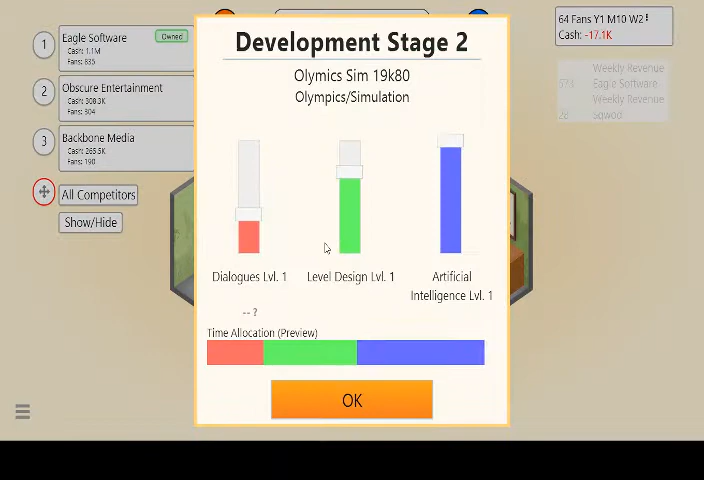 1
Eagle Software
Owned
Cash: 1.1M
Fans: 835
2
Obscure Entertainment
Cash: 308.3K
Fans: 304
3
Backbone Media
Cash: 265.5K
Fans: 190
All Competitors
Show/Hide
Development Stage 2
Olymics Sim 19k80
Olympics/Simulation
Dialogues Lvl. 1
Level Design Lvl. 1
Artificial
Intelligence Lvl. 1
-- ?
Time Allocation (Preview)
OK
64 Fans Y1 M10 W2
Cash: -17.1K
Weekly Revenue
Eagle Software
Weekly Revenue